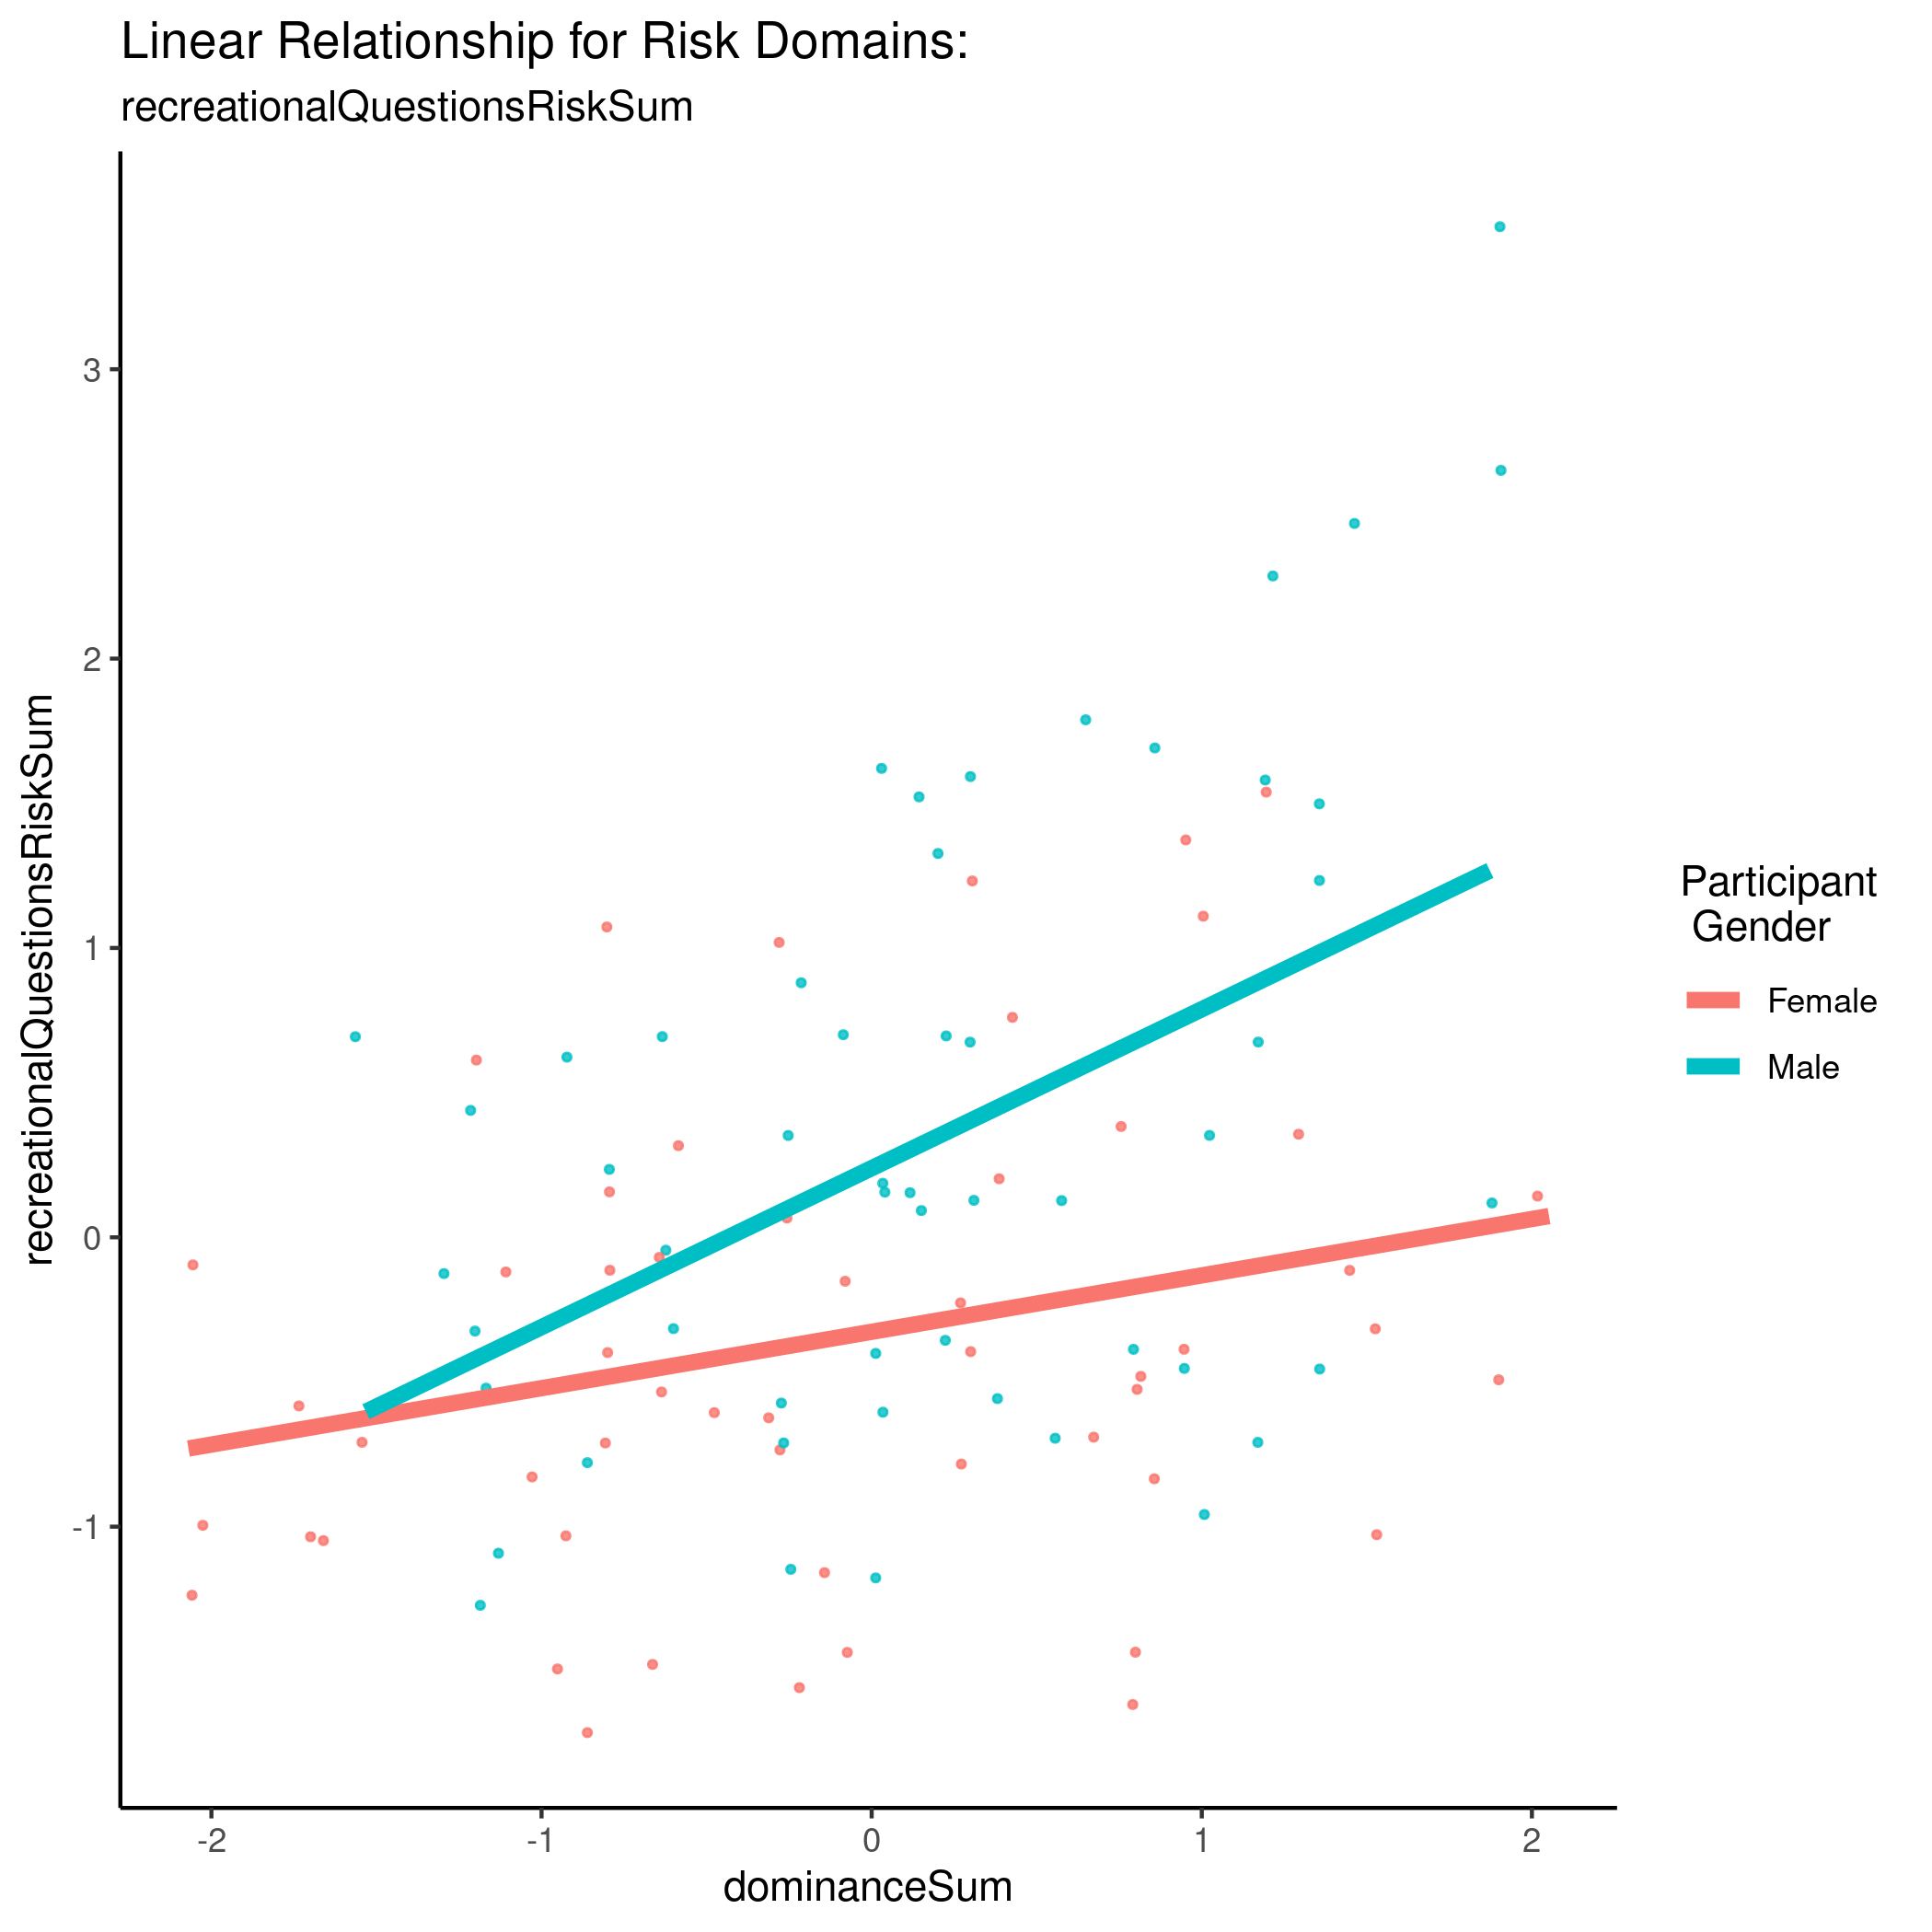 Linear Relationship for Risk Domains:
recreationalQuestionsRiskSum
recreationalQuestionsRiskSum
3
2
1
0
-1
-2
-1
0
1
2
dominanceSum
Participant
Gender
Female
Male